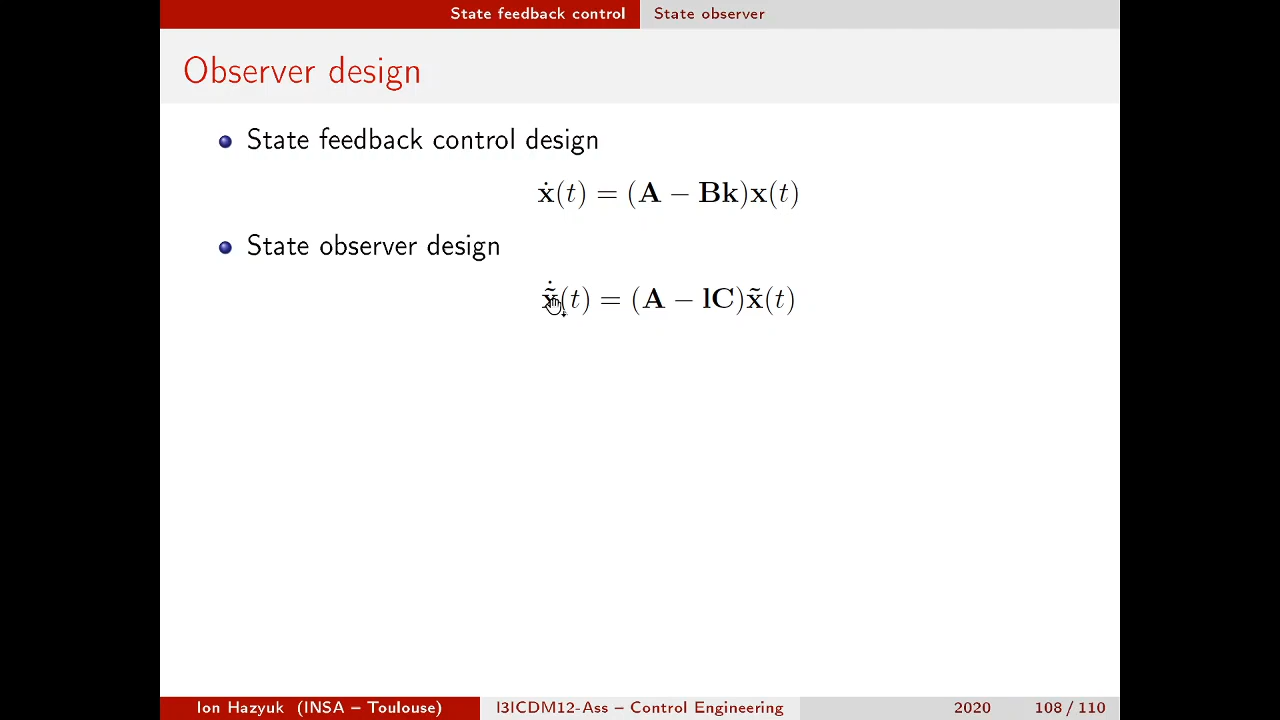 State feedback control State observer
Observer design
State feedback control design
ẋ(t) = (A − Bk)x(t)
State observer design
x̃̇(t) = (A − lC)x̃(t)
Ion Hazyuk (INSA – Toulouse) I3ICDM12-Ass – Control Engineering 2020 108 / 110